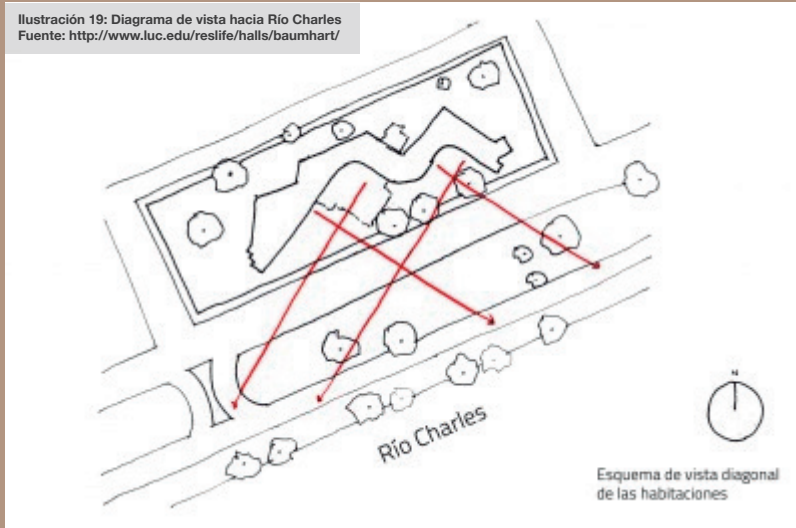 Ilustración 19: Diagrama de vista hacia Río Charles
Fuente: http://www.luc.edu/reslife/halls/baumhart/
N
Río Charles
Esquema de vista diagonal
de las habitaciones